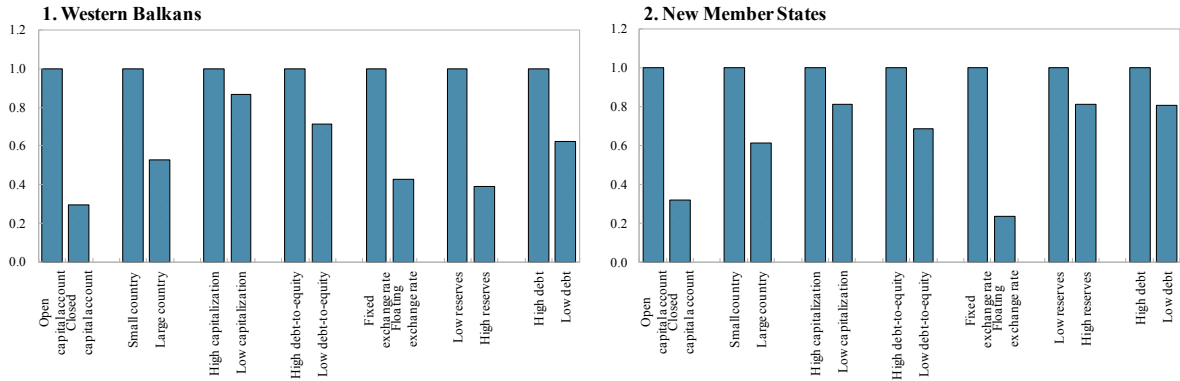 1. Western Balkans
1.2
1.0
0.8
0.6
0.4
0.2
0.0
Open
capital acccount
Closed
capital acccount
Small country
Large country
High capitalization
Low capitalization
High debt-to-equity
Low debt-to-equity
Fixed
exchange rate
Floating
exchange rate
Low reserves
High reserves
High debt
Low debt
2. New Member States
1.2
1.0
0.8
0.6
0.4
0.2
0.0
Open
capital acccount
Closed
capital acccount
Small country
Large country
High capitalization
Low capitalization
High debt-to-equity
Low debt-to-equity
Fixed
exchange rate
Floating
exchange rate
Low reserves
High reserves
High debt
Low debt